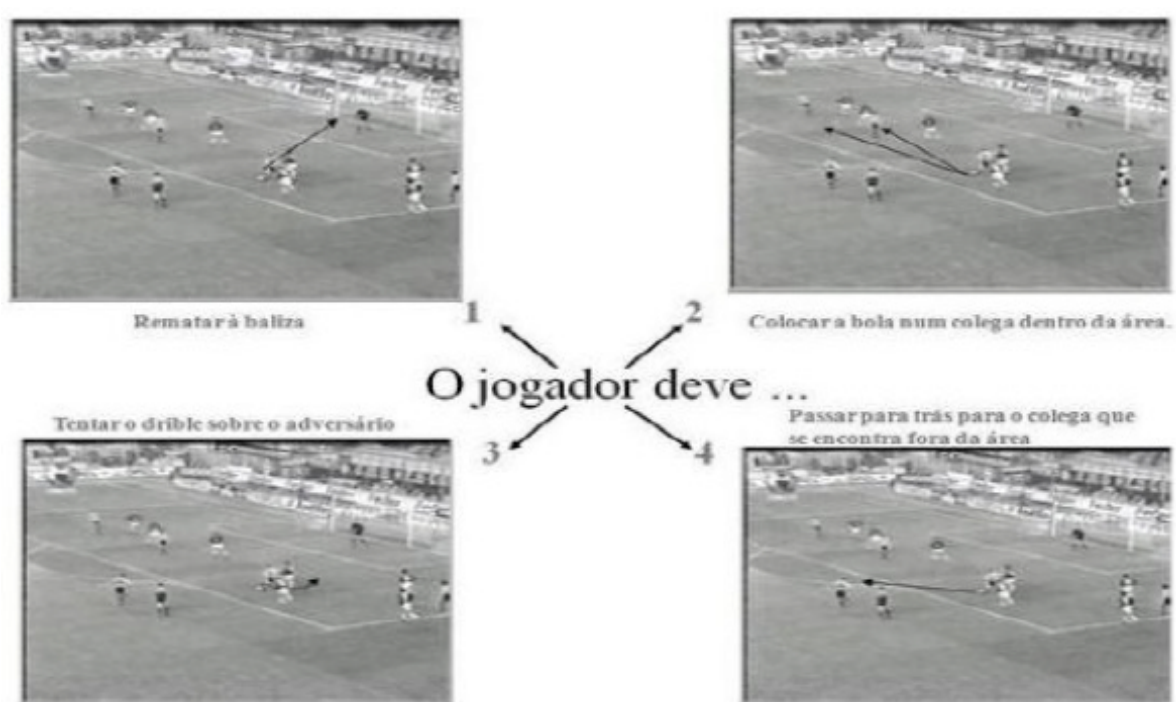 Rematar à baliza
1
2
Colocar a bola num colega dentro da área.
O jogador deve ...
Tentar o drible sobre o adversário
3
4
Passar para trás para o colega que
se encontra fora da área